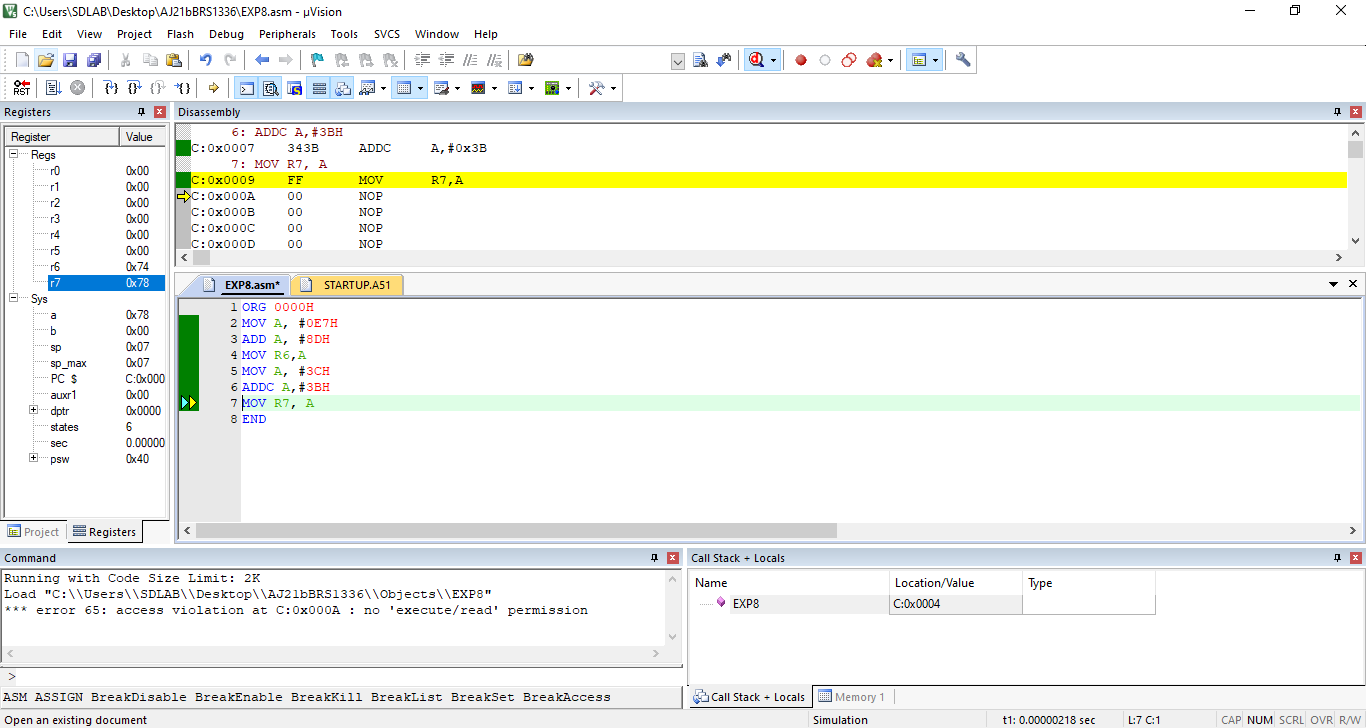 C:\Users\SDLAB\Desktop\AJ21bBRS1336\EXP8.asm - µVision
File Edit View Project Flash Debug Peripherals Tools SVCS Window Help
RST
Registers
Register Value
Regs
r0 0x00
r1 0x00
r2 0x00
r3 0x00
r4 0x00
r5 0x00
r6 0x74
r7 0x78
Sys
a 0x78
b 0x00
sp 0x07
sp_max 0x07
PC $ C:0x000
auxr1 0x00
dptr 0x0000
states 6
sec 0.00000
psw 0x40
Project Registers
Disassembly
6: ADDC A,#3BH
C:0x0007 343B ADDC A,#0x3B
7: MOV R7, A
C:0x0009 FF MOV R7,A
C:0x000A 00 NOP
C:0x000B 00 NOP
C:0x000C 00 NOP
C:0x000D 00 NOP
EXP8.asm* STARTUP.A51
1 ORG 0000H
2 MOV A, #0E7H
3 ADD A, #8DH
4 MOV R6,A
5 MOV A, #3CH
6 ADDC A,#3BH
7 MOV R7, A
8 END
Command
Running with Code Size Limit: 2K
Load "C:\\Users\\SDLAB\\Desktop\\AJ21bBRS1336\\Objects\\EXP8"
*** error 65: access violation at C:0x000A : no 'execute/read' permission
>
ASM ASSIGN BreakDisable BreakEnable BreakKill BreakList BreakSet BreakAccess
Call Stack + Locals
Name Location/Value Type
EXP8 C:0x0004
Call Stack + Locals Memory 1
Open an existing document Simulation t1: 0.00000218 sec L:7 C:1 CAP NUM SCRL OVR R/W